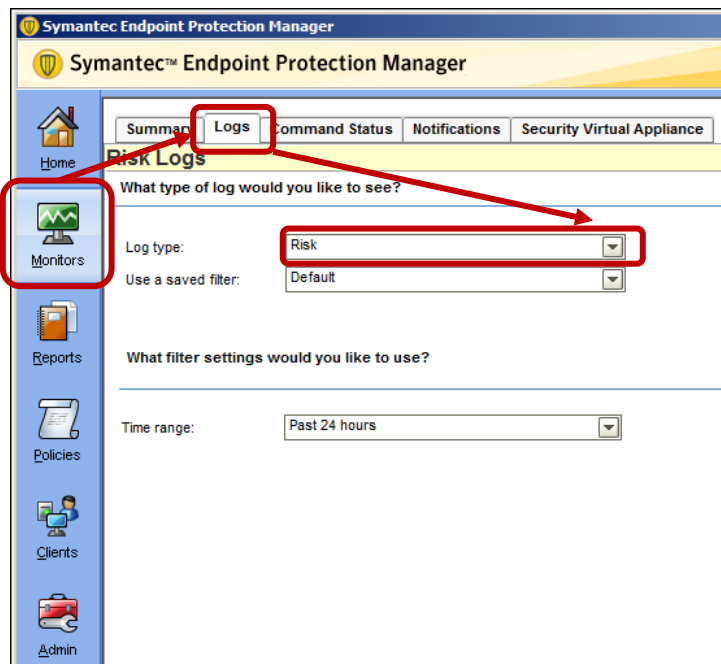 Symantec Endpoint Protection Manager
Symantec™ Endpoint Protection Manager
Home
Monitors
Reports
Policies
Clients
Admin
Summary Logs Command Status Notifications Security Virtual Appliance
Risk Logs
What type of log would you like to see?
Log type: Risk
Use a saved filter: Default
What filter settings would you like to use?
Time range: Past 24 hours